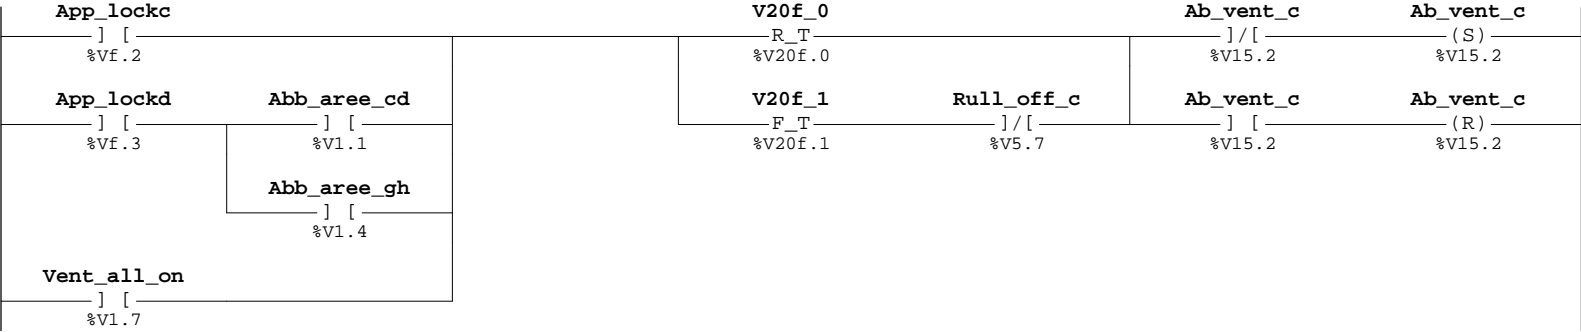 App_lockc V20f_0 Ab_vent_c Ab_vent_c
] [ R_T ]/[ (S)
%Vf.2 %V20f.0 %V15.2 %V15.2
App_lockd Abb_aree_cd V20f_1 Rull_off_c Ab_vent_c Ab_vent_c
] [ ] [ F_T ]/[ ] [ (R)
%Vf.3 %V1.1 %V20f.1 %V5.7 %V15.2 %V15.2
Abb_aree_gh
] [
%V1.4
Vent_all_on
] [
%V1.7